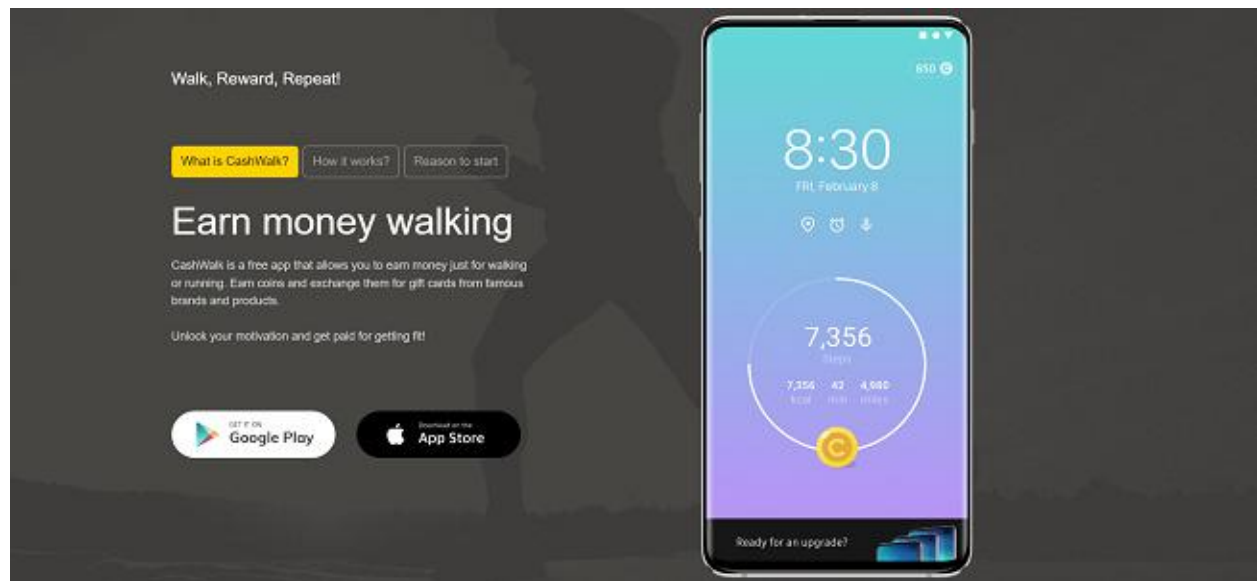 Walk, Reward, Repeat!
What is CashWalk?
How it works?
Reason to start
Earn money walking
CashWalk is a free app that allows you to earn money just for walking
or running. Earn coins and exchange them for gift cards from famous
brands and products.
Unlock your motivation and get paid for getting fit!
GET IT ON
Google Play
Download on the
App Store
650 C
8:30
FRI, February 8
7,356
Steps
7,356 42 4,980
kcal min miles
C
Ready for an upgrade?